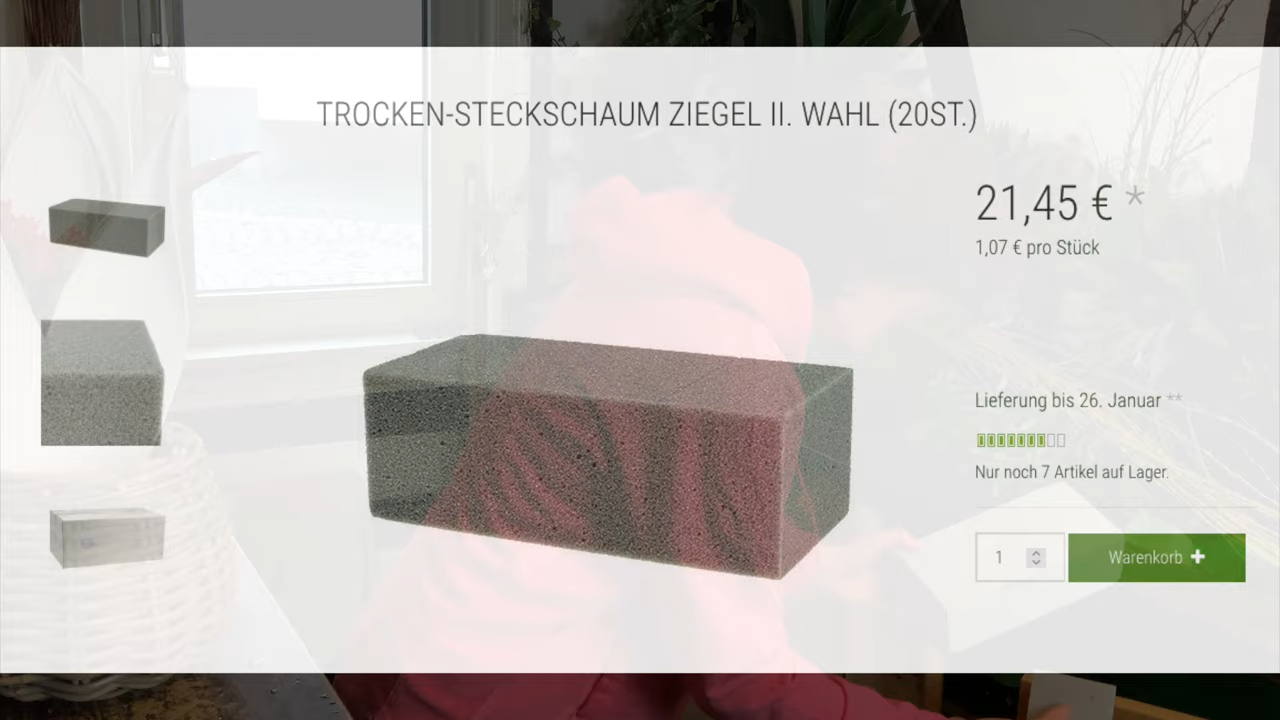 TROCKEN-STECKSCHAUM ZIEGEL II. WAHL (20ST.)
21,45 € *
1,07 € pro Stück
Lieferung bis 26. Januar **
Nur noch 7 Artikel auf Lager.
1
Warenkorb +